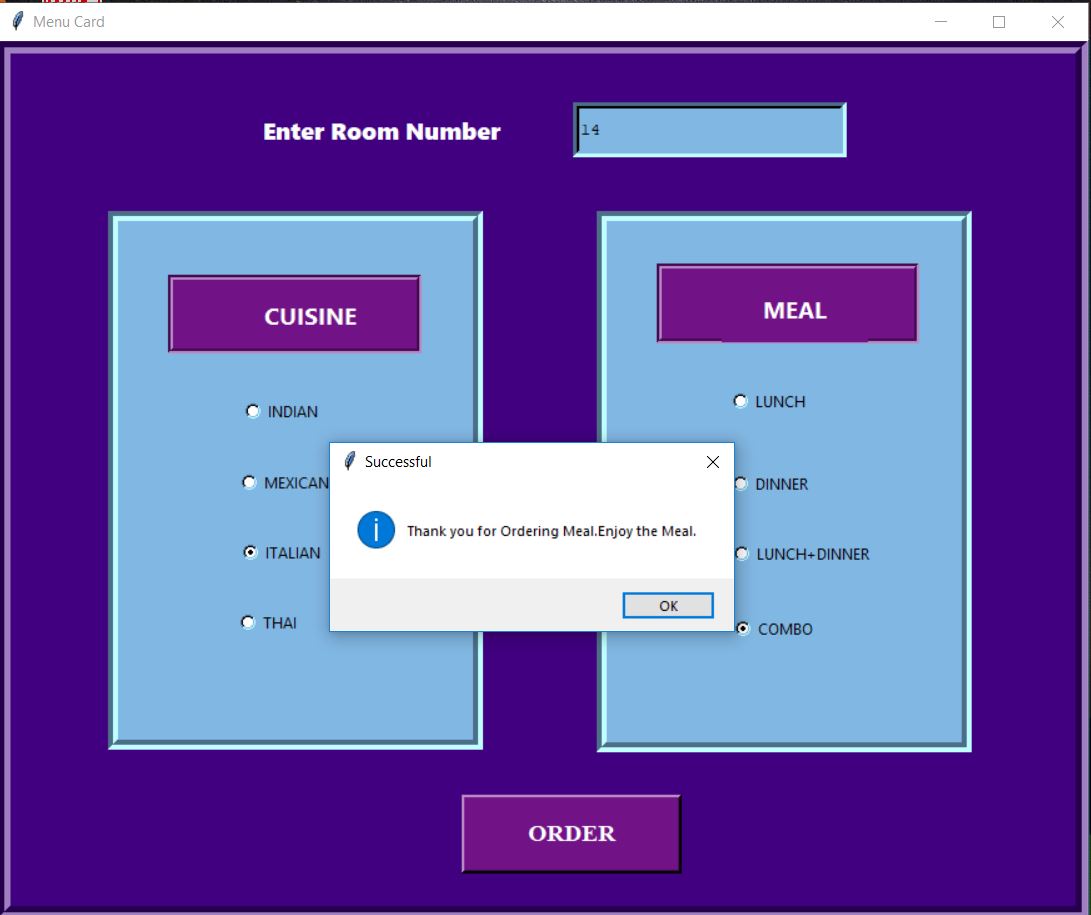 Menu Card
Enter Room Number
14
CUISINE
INDIAN
MEXICAN
ITALIAN
THAI
MEAL
LUNCH
DINNER
LUNCH+DINNER
COMBO
Successful
Thank you for Ordering Meal.Enjoy the Meal.
OK
ORDER